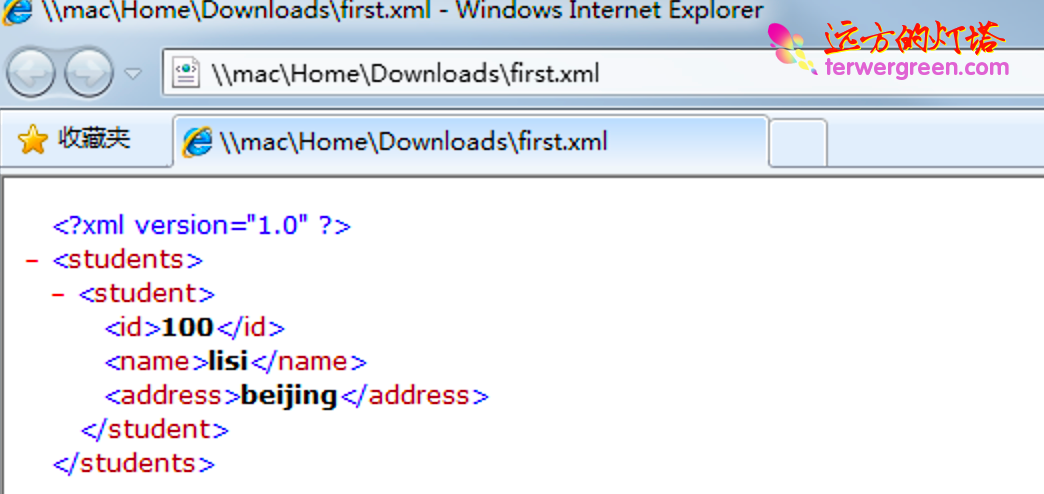 \\mac\Home\Downloads\first.xml - Windows Internet Explorer
远方的灯塔
terwergreen.com
\\mac\Home\Downloads\first.xml
收藏夹
\\mac\Home\Downloads\first.xml
<?xml version="1.0" ?>
- <students>
- <student>
<id>100</id>
<name>lisi</name>
<address>beijing</address>
</student>
</students>